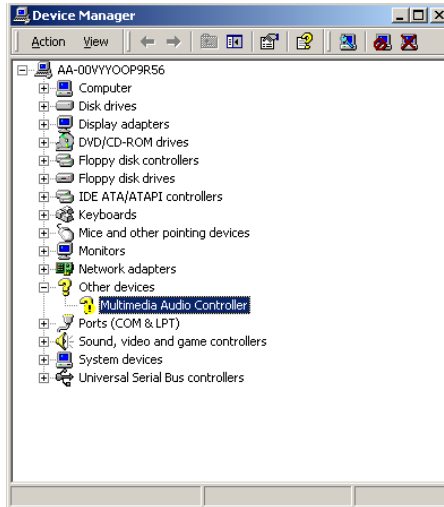 Device Manager
Action View
AA-00VYYOOP9R56
Computer
Disk drives
Display adapters
DVD/CD-ROM drives
Floppy disk controllers
Floppy disk drives
IDE ATA/ATAPI controllers
Keyboards
Mice and other pointing devices
Monitors
Network adapters
Other devices
Multimedia Audio Controller
Ports (COM & LPT)
Sound, video and game controllers
System devices
Universal Serial Bus controllers